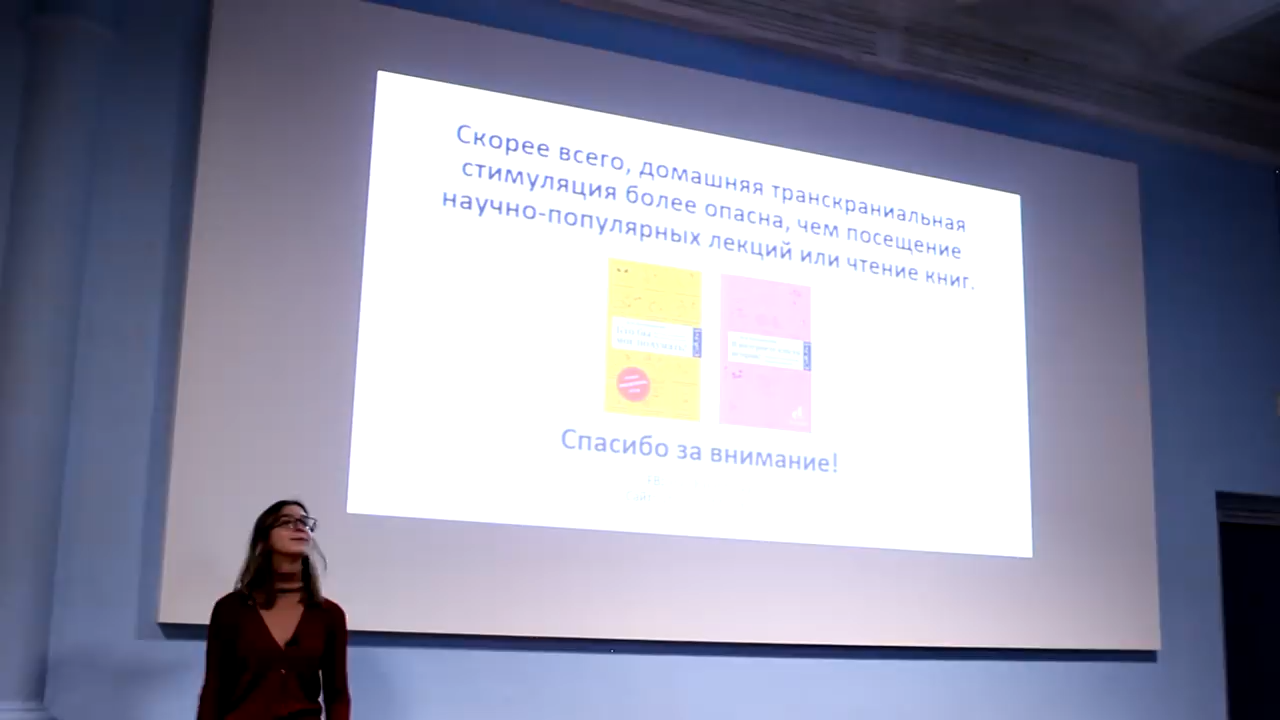 Скорее всего, домашняя транскраниальная
стимуляция более опасна, чем посещение
научно-популярных лекций или чтение книг.
Спасибо за внимание!